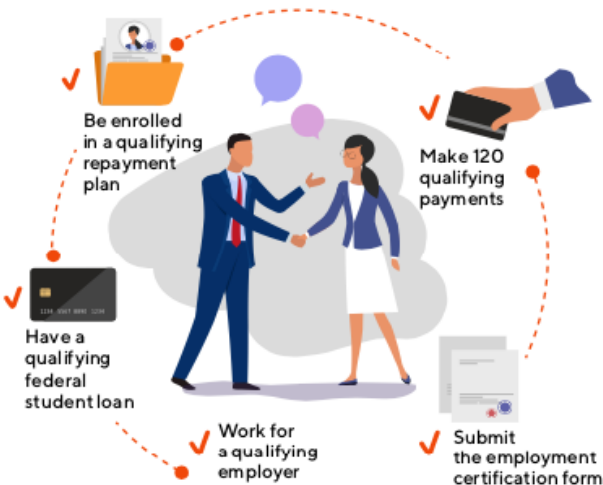 Be enrolled
in a qualifying
repayment
plan
Make 120
qualifying
payments
Have a
qualifying
federal
student loan
Work for
a qualifying
employer
Submit
the employment
certification form